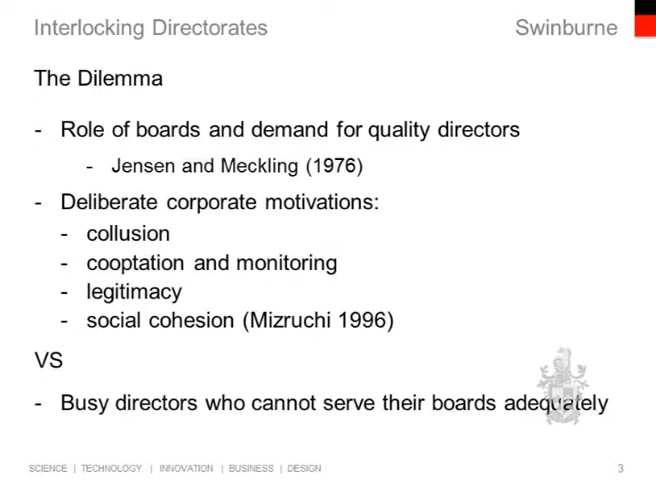 Interlocking Directorates
Swinburne
The Dilemma
- Role of boards and demand for quality directors
- Jensen and Meckling (1976)
- Deliberate corporate motivations:
- collusion
- cooptation and monitoring
- legitimacy
- social cohesion (Mizruchi 1996)
VS
- Busy directors who cannot serve their boards adequately
SCIENCE | TECHNOLOGY | INNOVATION | BUSINESS | DESIGN
3